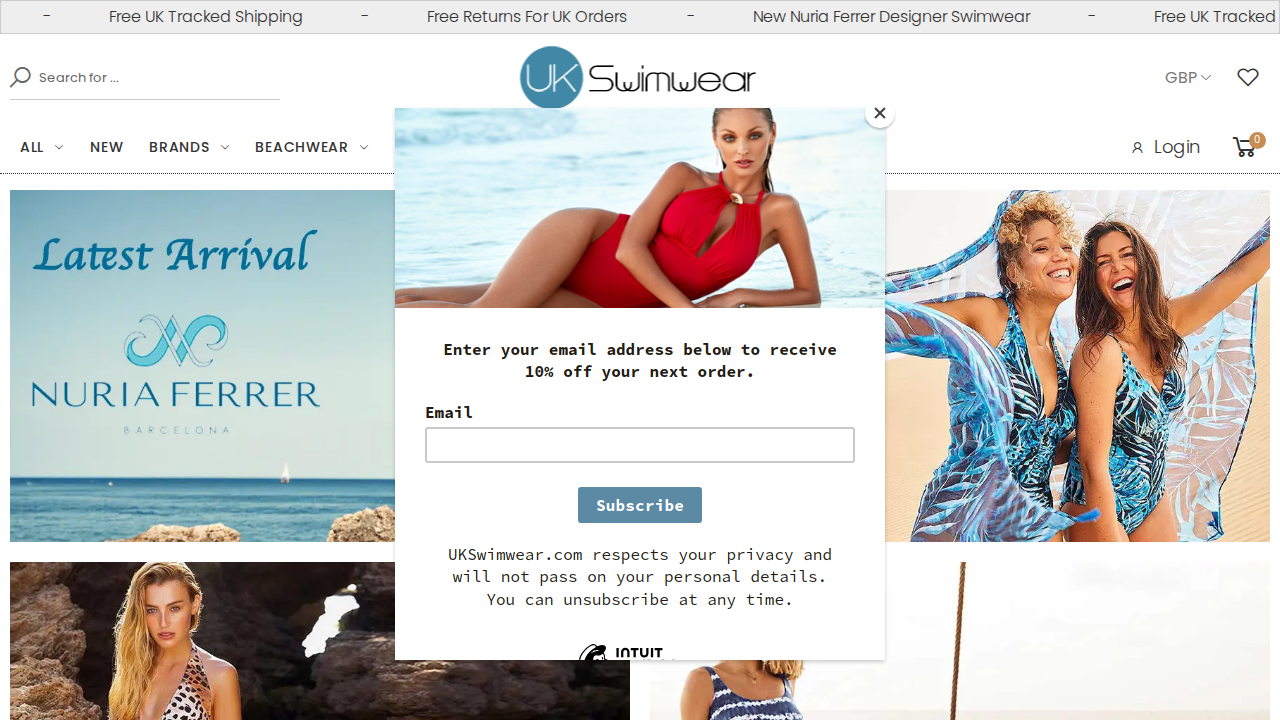 - Free UK Tracked Shipping - Free Returns For UK Orders - New Nuria Ferrer Designer Swimwear - Free UK Tracked
Search for ...
UK Swimwear
GBP
ALL NEW BRANDS BEACHWEAR
Login
0
Latest Arrival
NURIA FERRER
BARCELONA
Enter your email address below to receive
10% off your next order.
Email
Subscribe
UKSwimwear.com respects your privacy and
will not pass on your personal details.
You can unsubscribe at any time.
INTUIT